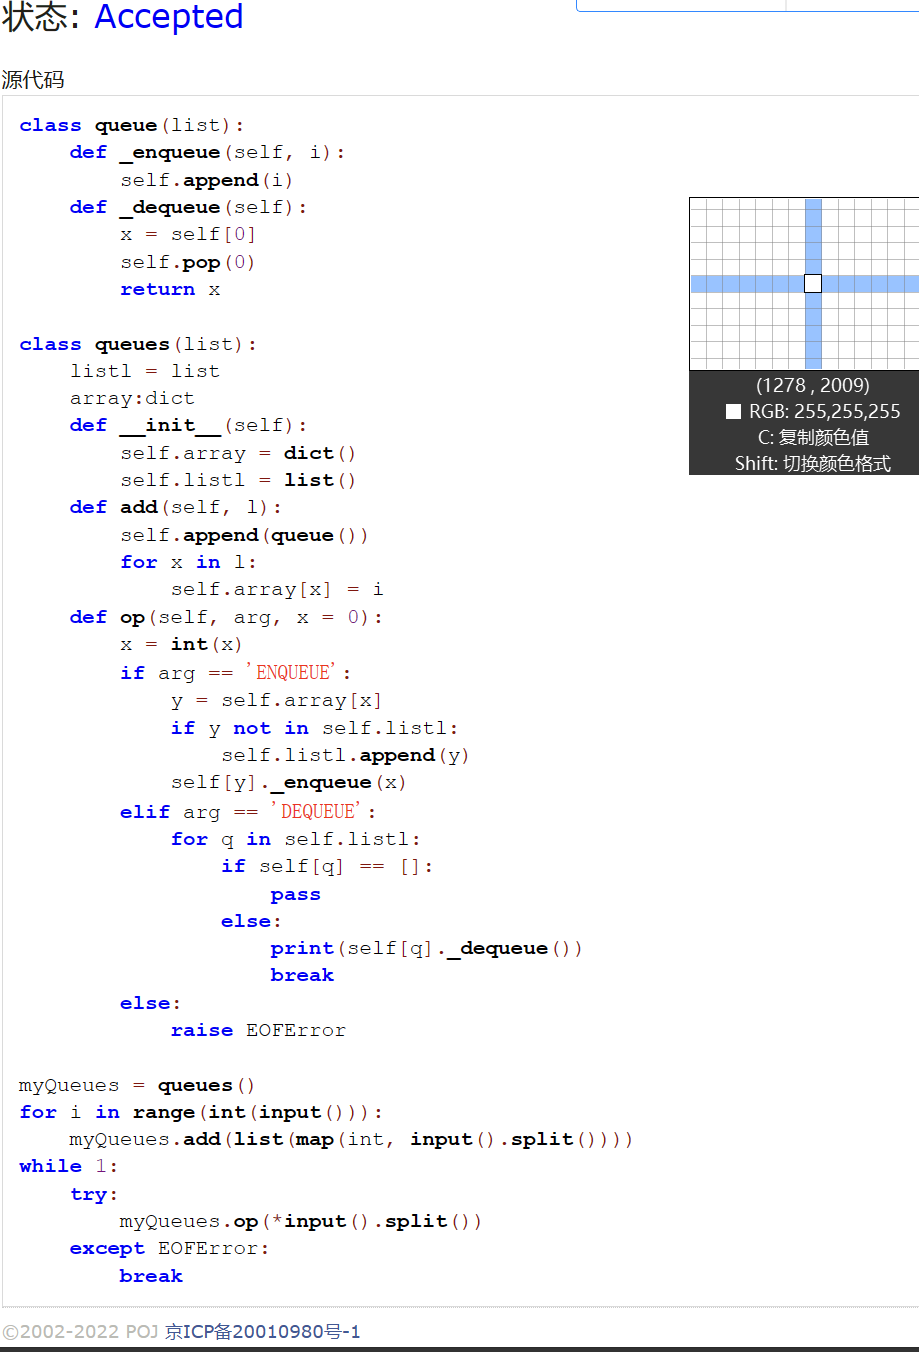 状态: Accepted
源代码
class queue(list):
    def _enqueue(self, i):
        self.append(i)
    def _dequeue(self):
        x = self[0]
        self.pop(0)
        return x

class queues(list):
    listl = list
    array:dict
    def __init__(self):
        self.array = dict()
        self.listl = list()
    def add(self, l):
        self.append(queue())
        for x in l:
            self.array[x] = i
    def op(self, arg, x = 0):
        x = int(x)
        if arg == 'ENQUEUE':
            y = self.array[x]
            if y not in self.listl:
                self.listl.append(y)
            self[y]._enqueue(x)
        elif arg == 'DEQUEUE':
            for q in self.listl:
                if self[q] == []:
                    pass
                else:
                    print(self[q]._dequeue())
                    break
        else:
            raise EOFError

myQueues = queues()
for i in range(int(input())):
    myQueues.add(list(map(int, input().split())))
while 1:
    try:
        myQueues.op(*input().split())
    except EOFError:
        break
(1278 , 2009)
RGB: 255,255,255
C: 复制颜色值
Shift: 切换颜色格式
©2002-2022 POJ 京ICP备20010980号-1